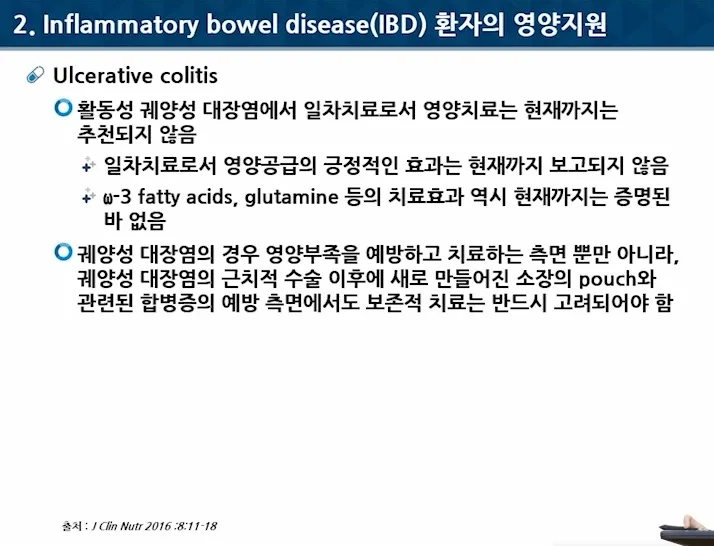 2. Inflammatory bowel disease(IBD) 환자의 영양지원
Ulcerative colitis
활동성 궤양성 대장염에서 일차치료로서 영양치료는 현재까지는
추천되지 않음
일차치료로서 영양공급의 긍정적인 효과는 현재까지 보고되지 않음
ω-3 fatty acids, glutamine 등의 치료효과 역시 현재까지는 증명된
바 없음
궤양성 대장염의 경우 영양부족을 예방하고 치료하는 측면 뿐만 아니라,
궤양성 대장염의 근치적 수술 이후에 새로 만들어진 소장의 pouch와
관련된 합병증의 예방 측면에서도 보존적 치료는 반드시 고려되어야 함
출처 : J Clin Nutr 2016 :8:11-18